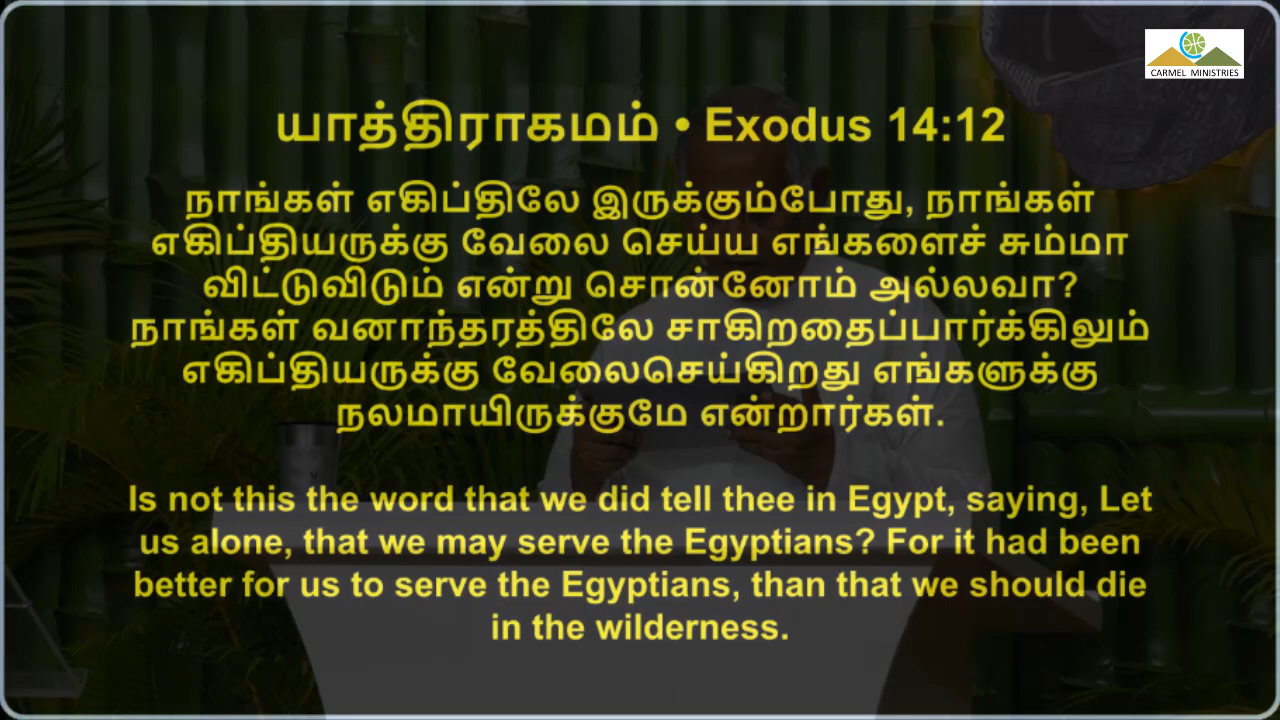 CARMEL MINISTRIES
யாத்திராகமம் • Exodus 14:12
நாங்கள் எகிப்திலே இருக்கும்போது, நாங்கள்
எகிப்தியருக்கு வேலை செய்ய எங்களைச் சும்மா
விட்டுவிடும் என்று சொன்னோம் அல்லவா?
நாங்கள் வனாந்தரத்திலே சாகிறதைப்பார்க்கிலும்
எகிப்தியருக்கு வேலைசெய்கிறது எங்களுக்கு
நலமாயிருக்குமே என்றார்கள்.
Is not this the word that we did tell thee in Egypt, saying, Let
us alone, that we may serve the Egyptians? For it had been
better for us to serve the Egyptians, than that we should die
in the wilderness.